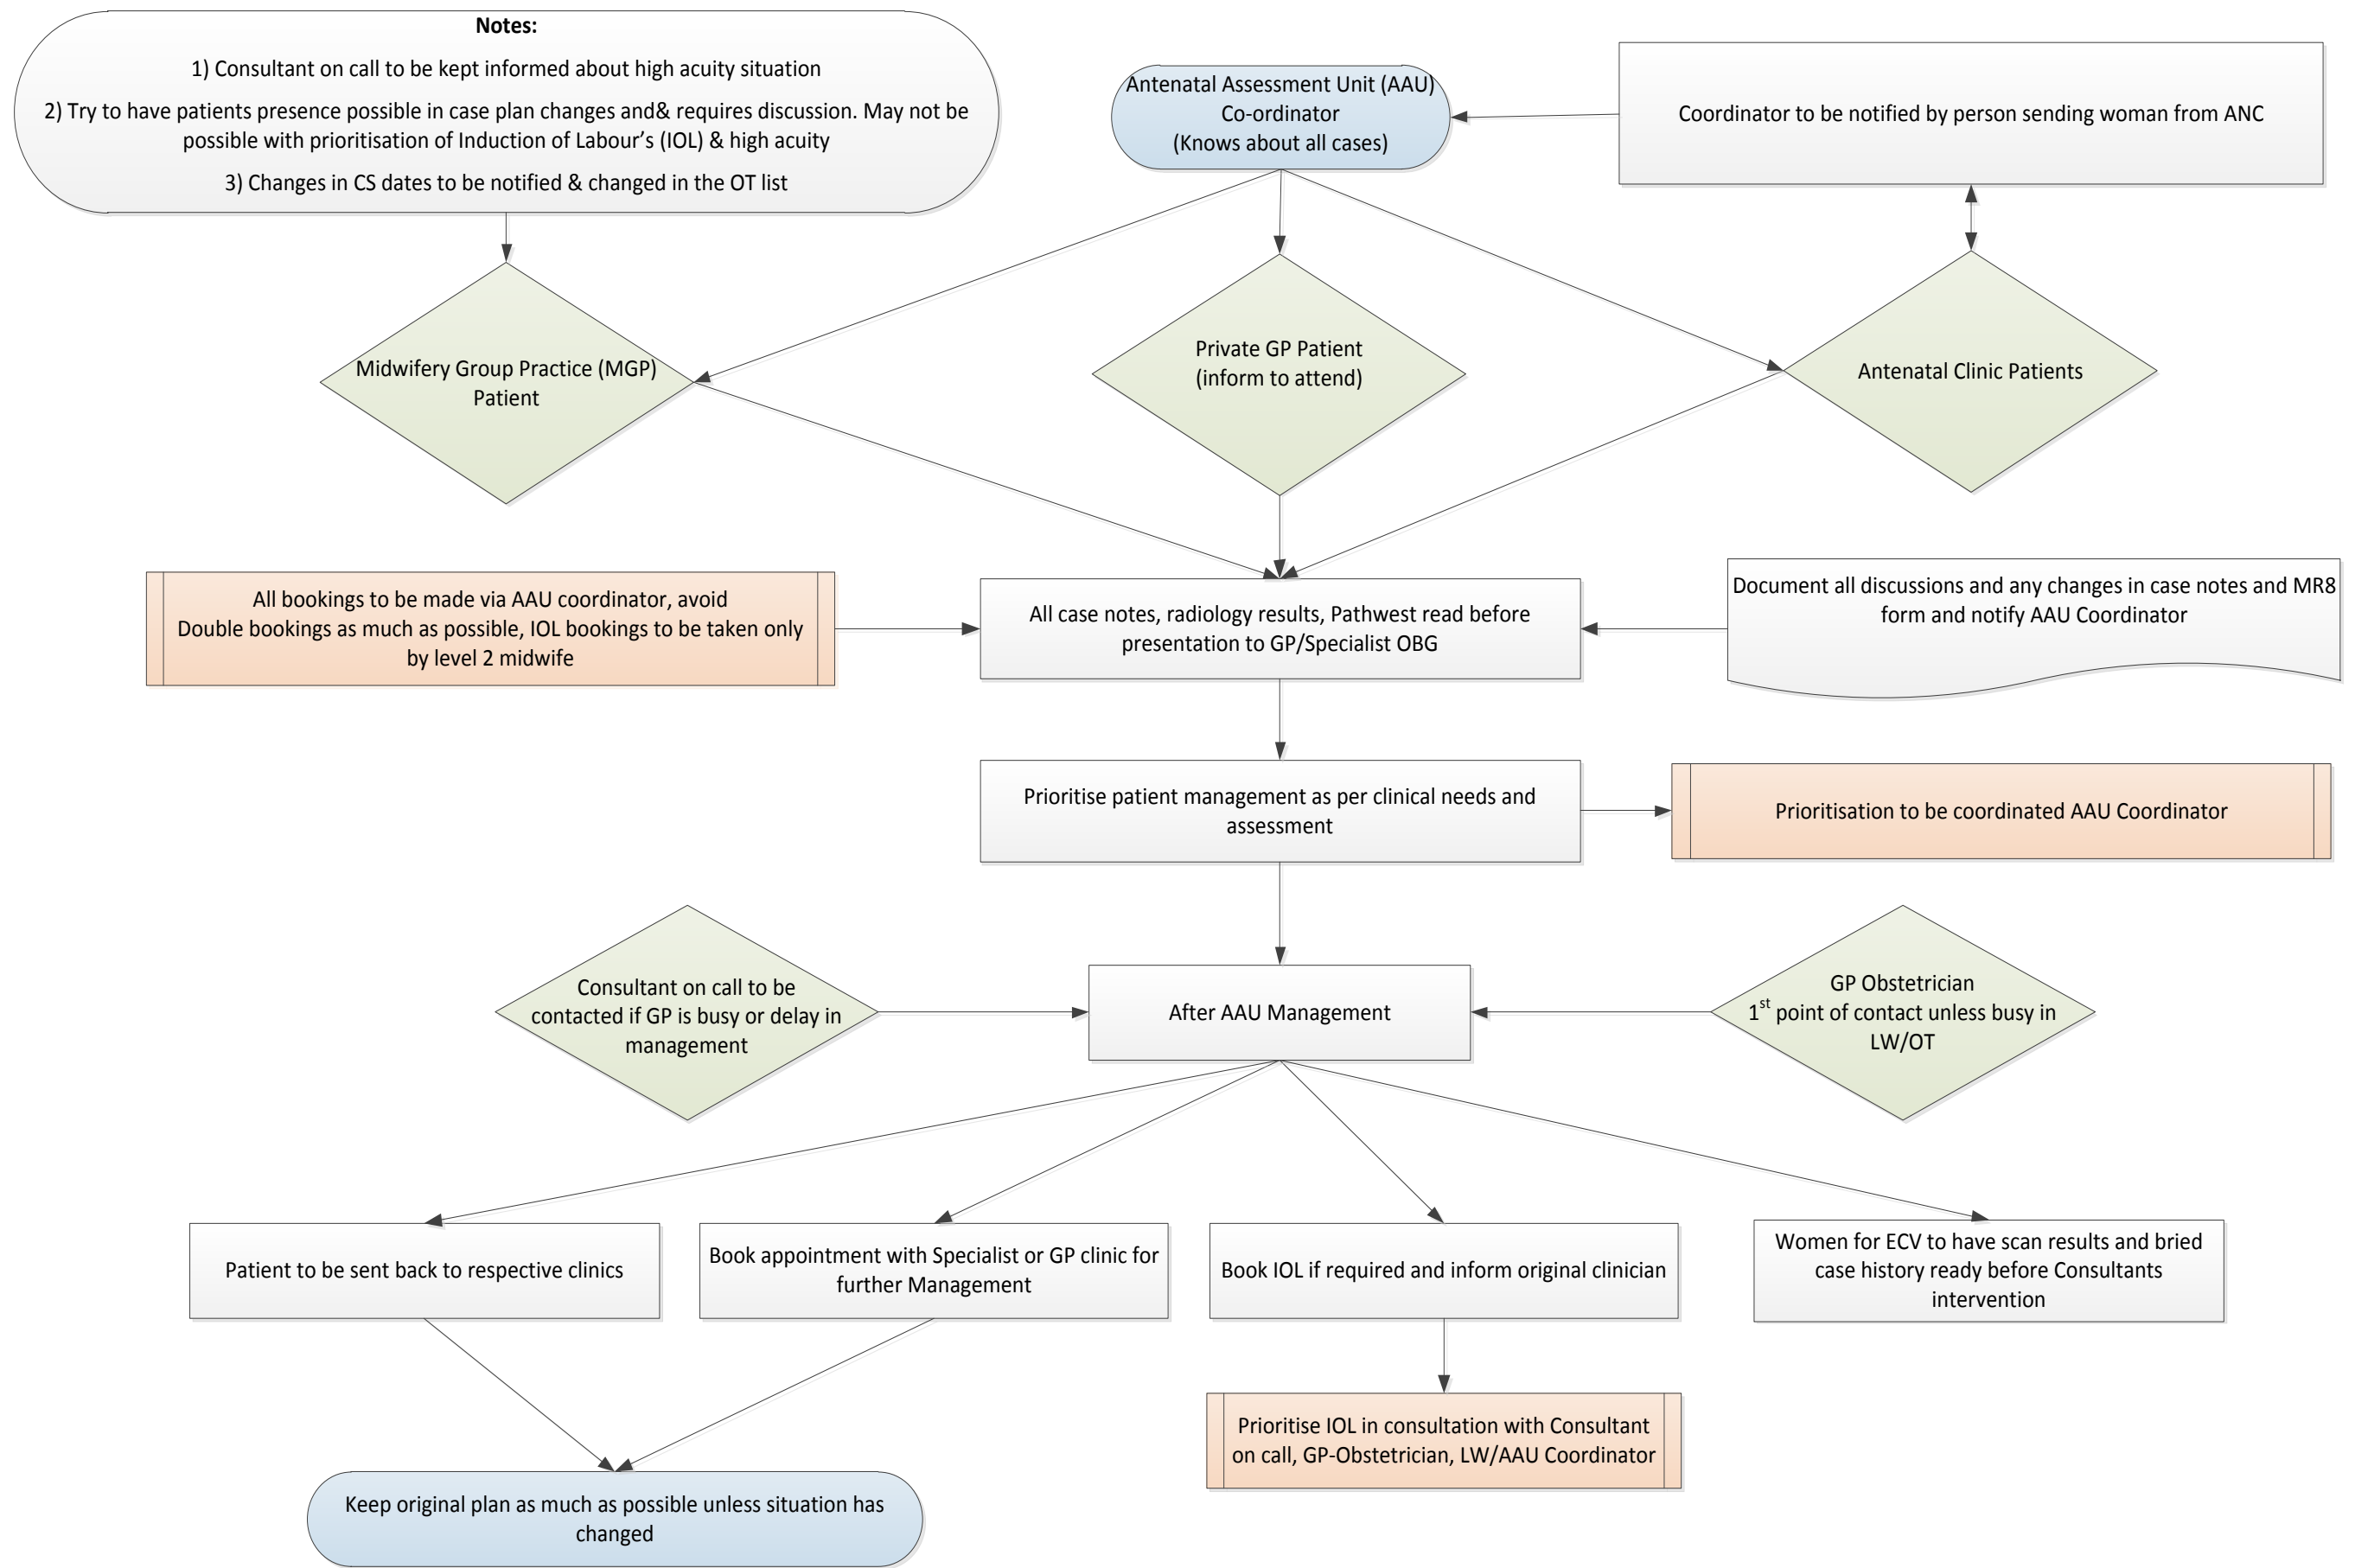 Notes:
1) Consultant on call to be kept informed about high acuity situation
2) Try to have patients presence possible in case plan changes and& requires discussion. May not be
possible with prioritisation of Induction of Labour’s (IOL) & high acuity
3) Changes in CS dates to be notified & changed in the OT list
Antenatal Assessment Unit (AAU)
Co-ordinator
(Knows about all cases)
Coordinator to be notified by person sending woman from ANC
Midwifery Group Practice (MGP)
Patient
Private GP Patient
(inform to attend)
Antenatal Clinic Patients
All bookings to be made via AAU coordinator, avoid
Double bookings as much as possible, IOL bookings to be taken only
by level 2 midwife
All case notes, radiology results, Pathwest read before
presentation to GP/Specialist OBG
Document all discussions and any changes in case notes and MR8
form and notify AAU Coordinator
Prioritise patient management as per clinical needs and
assessment
Prioritisation to be coordinated AAU Coordinator
Consultant on call to be
contacted if GP is busy or delay in
management
After AAU Management
GP Obstetrician
1st point of contact unless busy in
LW/OT
Patient to be sent back to respective clinics
Book appointment with Specialist or GP clinic for
further Management
Book IOL if required and inform original clinician
Women for ECV to have scan results and bried
case history ready before Consultants
intervention
Prioritise IOL in consultation with Consultant
on call, GP-Obstetrician, LW/AAU Coordinator
Keep original plan as much as possible unless situation has
changed